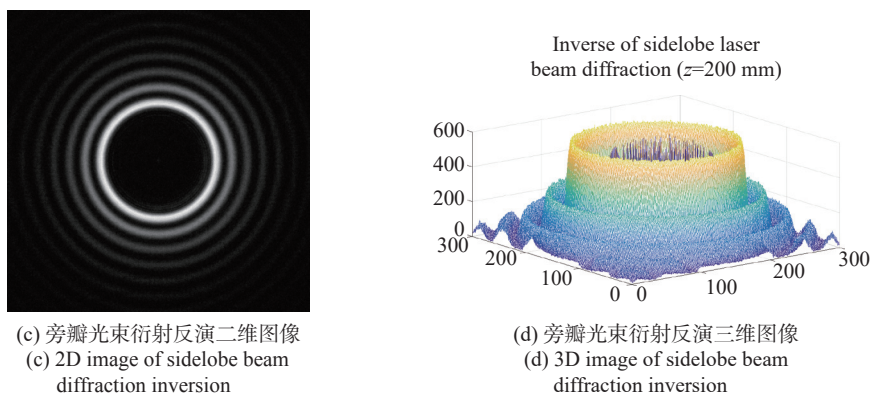 Inverse of sidelobe laser
beam diffraction (z=200 mm)
600
400
200
0
300
200
100
0
0
100
200
300
(c) 旁瓣光束衍射反演二维图像
(c) 2D image of sidelobe beam
diffraction inversion
(d) 旁瓣光束衍射反演三维图像
(d) 3D image of sidelobe beam
diffraction inversion